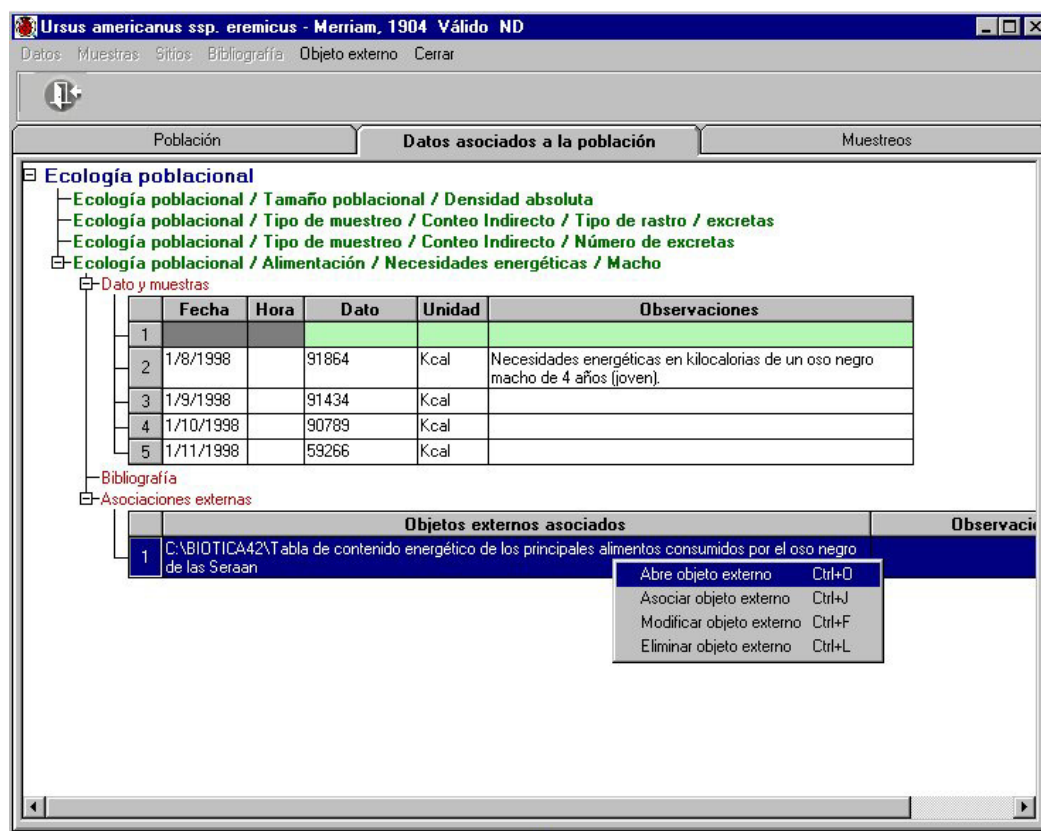 Ursus americanus ssp. eremicus - Merriam, 1904 Válido ND
Datos Muestras Sitios Bibliografía Objeto externo Cerrar
Población Datos asociados a la población Muestreos
Ecología poblacional
Ecología poblacional / Tamaño poblacional / Densidad absoluta
Ecología poblacional / Tipo de muestreo / Conteo Indirecto / Tipo de rastro / excretas
Ecología poblacional / Tipo de muestreo / Conteo Indirecto / Número de excretas
Ecología poblacional / Alimentación / Necesidades energéticas / Macho
Dato y muestras
Fecha Hora Dato Unidad Observaciones
1
2 1/8/1998 91864 Kcal Necesidades energéticas en kilocalorias de un oso negro
macho de 4 años (joven).
3 1/9/1998 91434 Kcal
4 1/10/1998 90789 Kcal
5 1/11/1998 59266 Kcal
Bibliografía
Asociaciones externas
Objetos externos asociados Observacio
1 C:\BIOTICA42\Tabla de contenido energético de los principales alimentos consumidos por el oso negro
de las Seraan
Abre objeto externo Ctrl+O
Asociar objeto externo Ctrl+J
Modificar objeto externo Ctrl+F
Eliminar objeto externo Ctrl+L